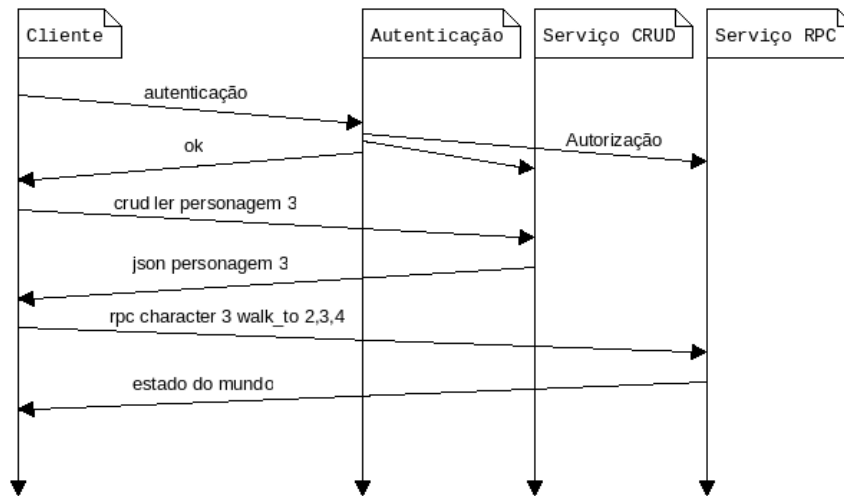 Cliente
Autenticação
Serviço CRUD
Serviço RPC
autenticação
Autorização
ok
crud ler personagem 3
json personagem 3
rpc character 3 walk_to 2,3,4
estado do mundo